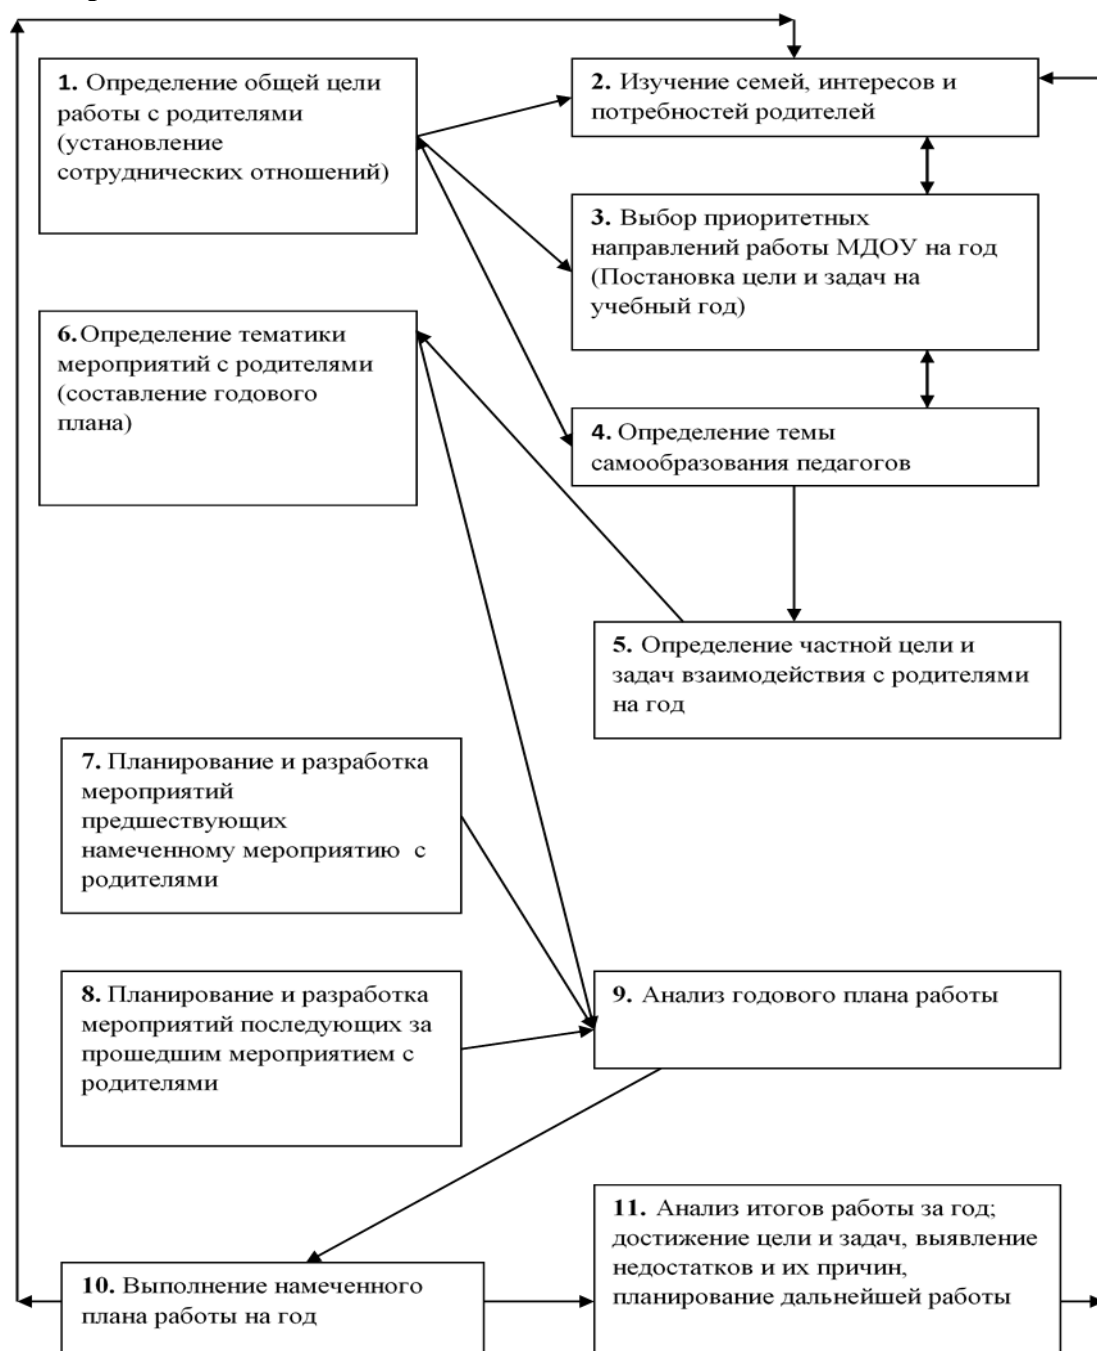 1. Определение общей цели
работы с родителями
(установление
сотруднических отношений)
2. Изучение семей, интересов и
потребностей родителей
3. Выбор приоритетных
направлений работы МДОУ на год
(Постановка цели и задач на
учебный год)
4. Определение темы
самообразования педагогов
5. Определение частной цели и
задач взаимодействия с родителями
на год
6. Определение тематики
мероприятий с родителями
(составление годового
плана)
7. Планирование и разработка
мероприятий
предшествующих
намеченному мероприятию с
родителями
8. Планирование и разработка
мероприятий последующих за
прошедшим мероприятием с
родителями
9. Анализ годового плана работы
10. Выполнение намеченного
плана работы на год
11. Анализ итогов работы за год;
достижение цели и задач, выявление
недостатков и их причин,
планирование дальнейшей работы